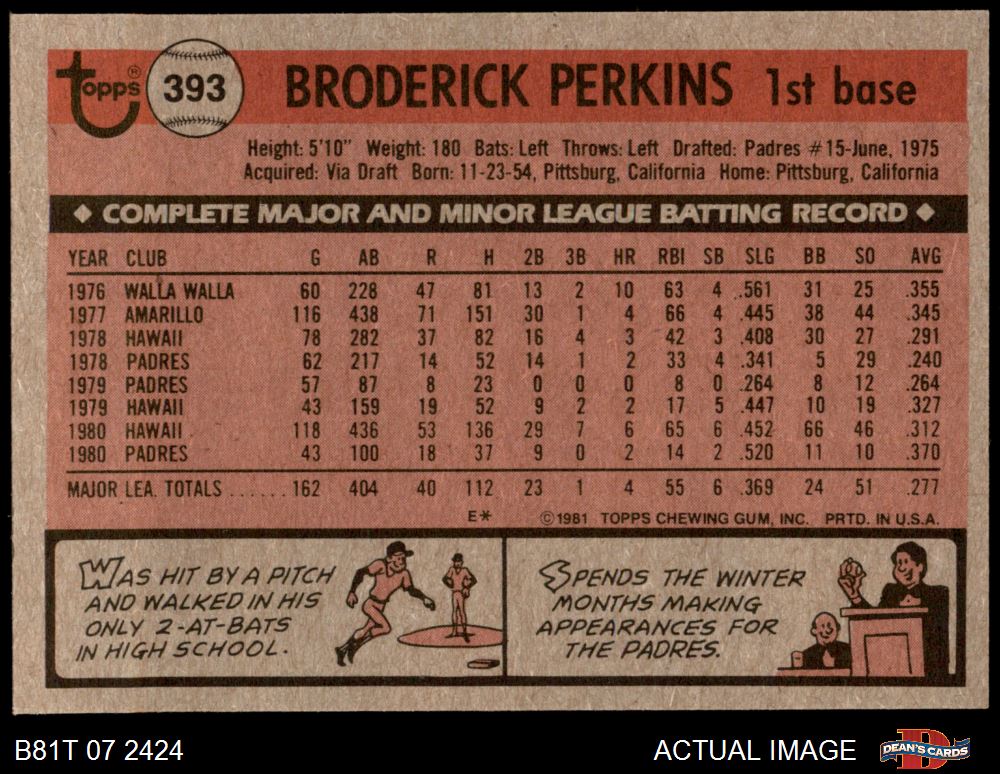 Topps® 393 BRODERICK PERKINS 1st base
Height: 5'10" Weight: 180 Bats: Left Throws: Left Drafted: Padres #15-June, 1975
Acquired: Via Draft Born: 11-23-54, Pittsburg, California Home: Pittsburg, California
◆ COMPLETE MAJOR AND MINOR LEAGUE BATTING RECORD ◆
YEAR CLUB G AB R H 2B 3B HR RBI SB SLG BB SO AVG
1976 WALLA WALLA 60 228 47 81 13 2 10 63 4 .561 31 25 .355
1977 AMARILLO 116 438 71 151 30 1 4 66 4 .445 38 44 .345
1978 HAWAII 78 282 37 82 16 4 3 42 3 .408 30 27 .291
1978 PADRES 62 217 14 52 14 1 2 33 4 .341 5 29 .240
1979 PADRES 57 87 8 23 0 0 0 8 0 .264 8 12 .264
1979 HAWAII 43 159 19 52 9 2 2 17 5 .447 10 19 .327
1980 HAWAII 118 436 53 136 29 7 6 65 6 .452 66 46 .312
1980 PADRES 43 100 18 37 9 0 2 14 2 .520 11 10 .370
MAJOR LEA. TOTALS ...... 162 404 40 112 23 1 4 55 6 .369 24 51 .277
E* ©1981 TOPPS CHEWING GUM, INC. PRTD. IN U.S.A.
WAS HIT BY A PITCH
AND WALKED IN HIS
ONLY 2-AT-BATS
IN HIGH SCHOOL.
SPENDS THE WINTER
MONTHS MAKING
APPEARANCES FOR
THE PADRES.
B81T 07 2424 ACTUAL IMAGE DEAN'S CARDS